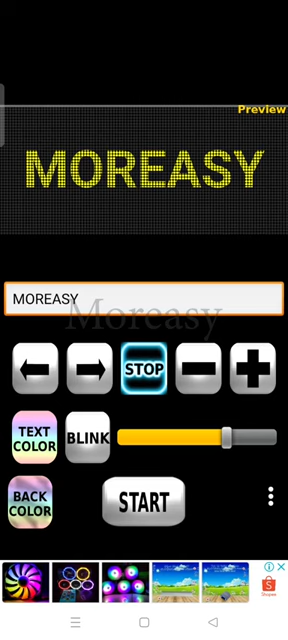 Preview
MOREASY
MOREASY
Moreasy
STOP
TEXT
COLOR
BLINK
BACK
COLOR
START
Shopee